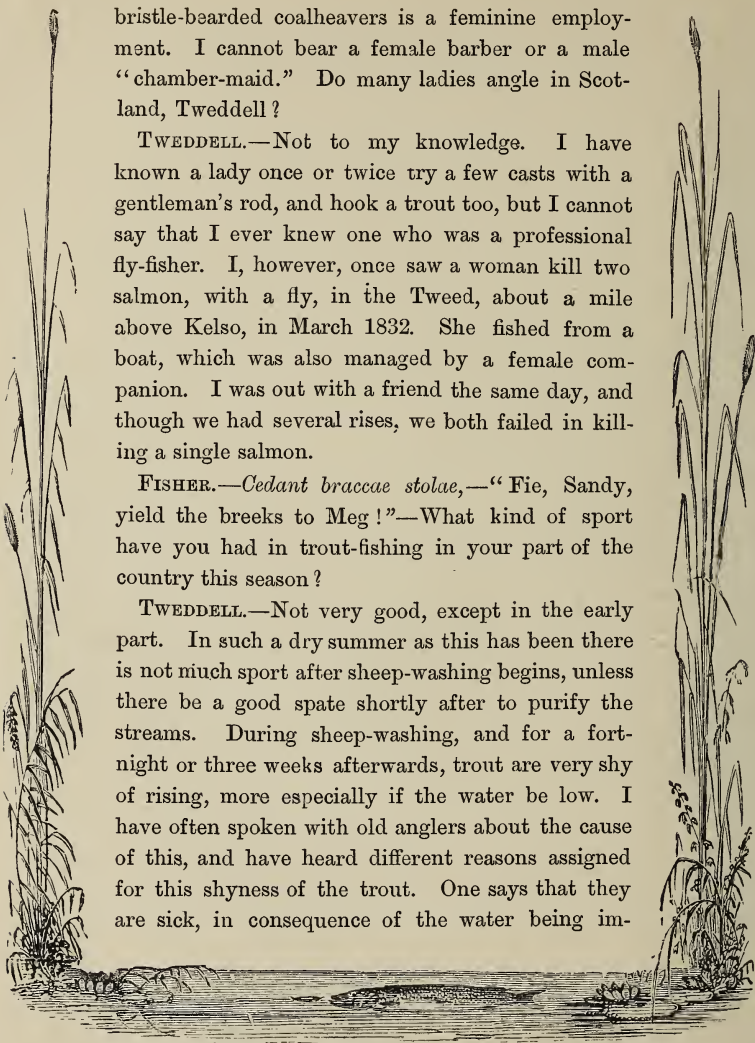 bristle-bearded coalheavers is a feminine employ-
ment. I cannot bear a female barber or a male
“chamber-maid.” Do many ladies angle in Scot-
land, Tweddell?
TWEDDELL.—Not to my knowledge. I have
known a lady once or twice try a few casts with a
gentleman's rod, and hook a trout too, but I cannot
say that I ever knew one who was a professional
fly-fisher. I, however, once saw a woman kill two
salmon, with a fly, in the Tweed, about a mile
above Kelso, in March 1832. She fished from a
boat, which was also managed by a female com-
panion. I was out with a friend the same day, and
though we had several rises, we both failed in kill-
ing a single salmon.
FISHER.—Cedant braccae stolae,—“Fie, Sandy,
yield the breeks to Meg!”—What kind of sport
have you had in trout-fishing in your part of the
country this season?
TWEDDELL.—Not very good, except in the early
part. In such a dry summer as this has been there
is not much sport after sheep-washing begins, unless
there be a good spate shortly after to purify the
streams. During sheep-washing, and for a fort-
night or three weeks afterwards, trout are very shy
of rising, more especially if the water be low. I
have often spoken with old anglers about the cause
of this, and have heard different reasons assigned
for this shyness of the trout. One says that they
are sick, in consequence of the water being im-